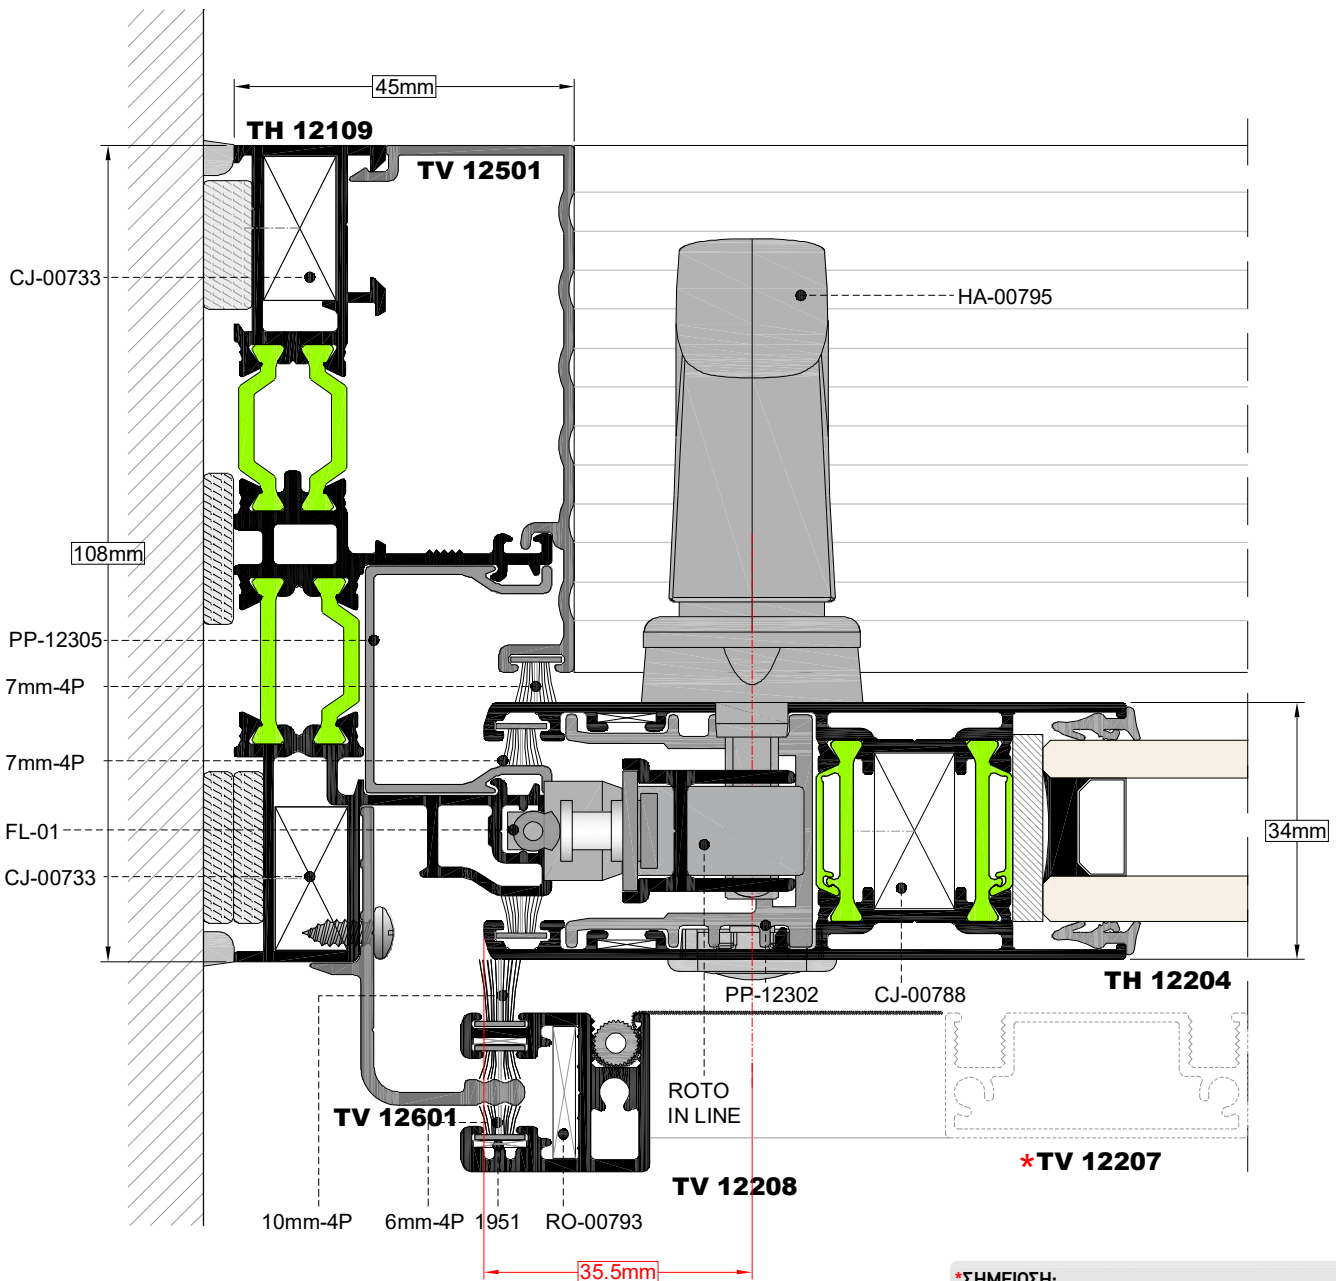 45mm
TH 12109
TV 12501
CJ-00733
HA-00795
108mm
PP-12305
7mm-4P
7mm-4P
FL-01
34mm
CJ-00733
TH 12204
PP-12302
CJ-00788
ROTO
IN LINE
TV 12601
*TV 12207
TV 12208
10mm-4P
6mm-4P
1951
RO-00793
35.5mm
*ΣΗΜΕΙΩΣΗ: